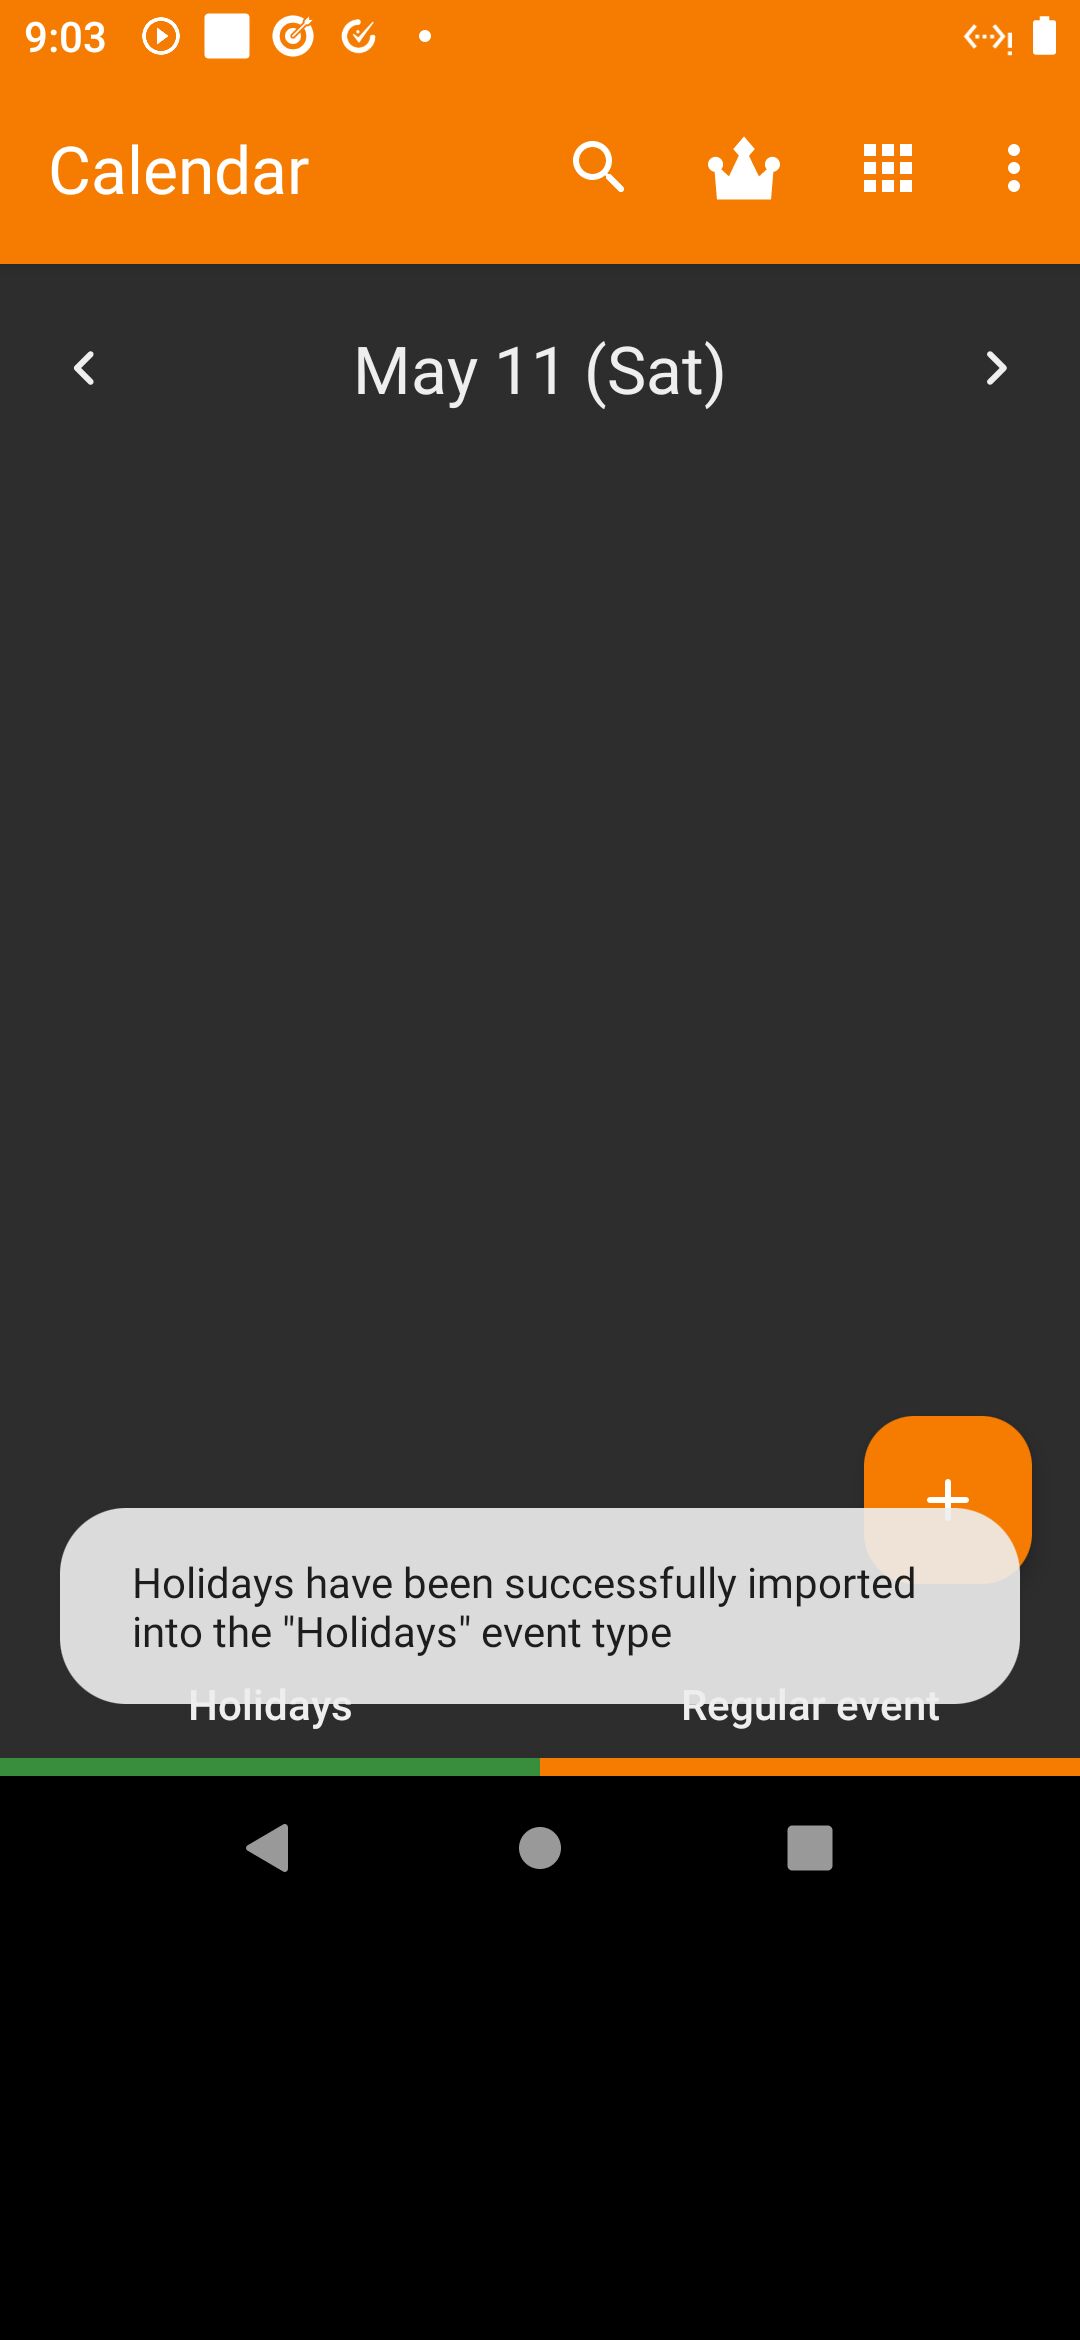 9:03
Calendar
May 11 (Sat)
Holidays have been successfully imported
into the "Holidays" event type
Holidays
Regular event